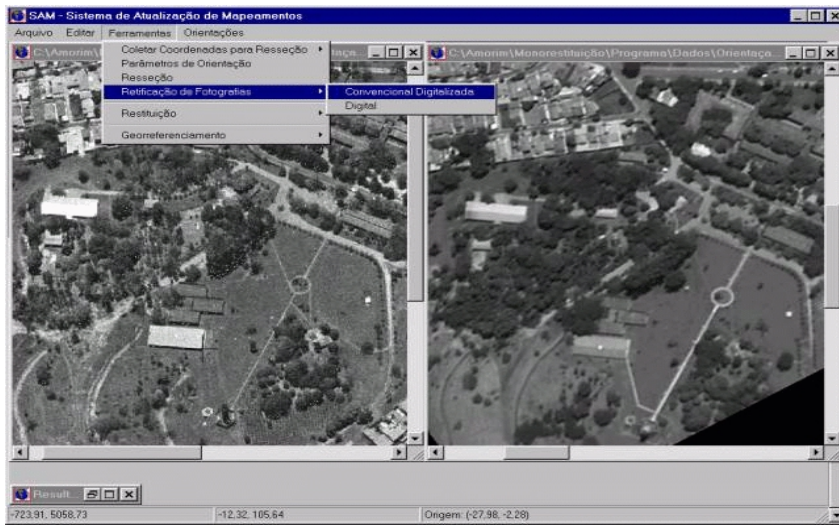 SAM - Sistema de Atualização de Mapeamentos
Arquivo Editar Ferramentas Orientações
C:\Amorim\
C:\Amorim\Monorestituição\Programa\Dados\Orientaça...
Coletar Coordenadas para Resseção
Parâmetros de Orientação
Resseção
Retificação de Fotografias
Convencional Digitalizada
Digital
Restituição
Georreferenciamento
Result...
-723,91, 5058,73
-12,32, 105,64
Origem: (-27,98, -2,28)